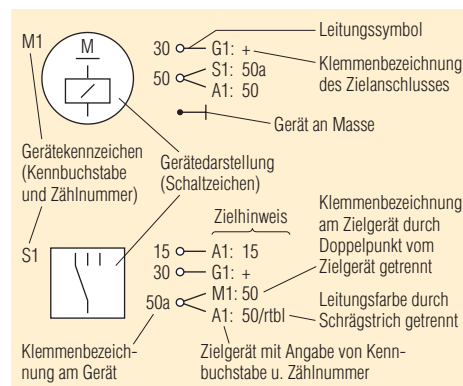 M1
M
30
G1: +
50
S1: 50a
A1: 50
Leitungssymbol
Klemmenbezeichnung
des Zielanschlusses
Gerät an Masse
Gerätekennzeichen
(Kennbuchstabe
und Zählnummer)
Gerätedarstellung
(Schaltzeichen)
S1
Zielhinweis
15
A1: 15
30
G1: +
50a
M1: 50
A1: 50/rtbl
Klemmenbezeichnung
am Zielgerät durch
Doppelpunkt vom
Zielgerät getrennt
Leitungsfarbe durch
Schrägstrich getrennt
Klemmenbezeich-
nung am Gerät
Zielgerät mit Angabe von Kenn-
buchstabe u. Zählnummer